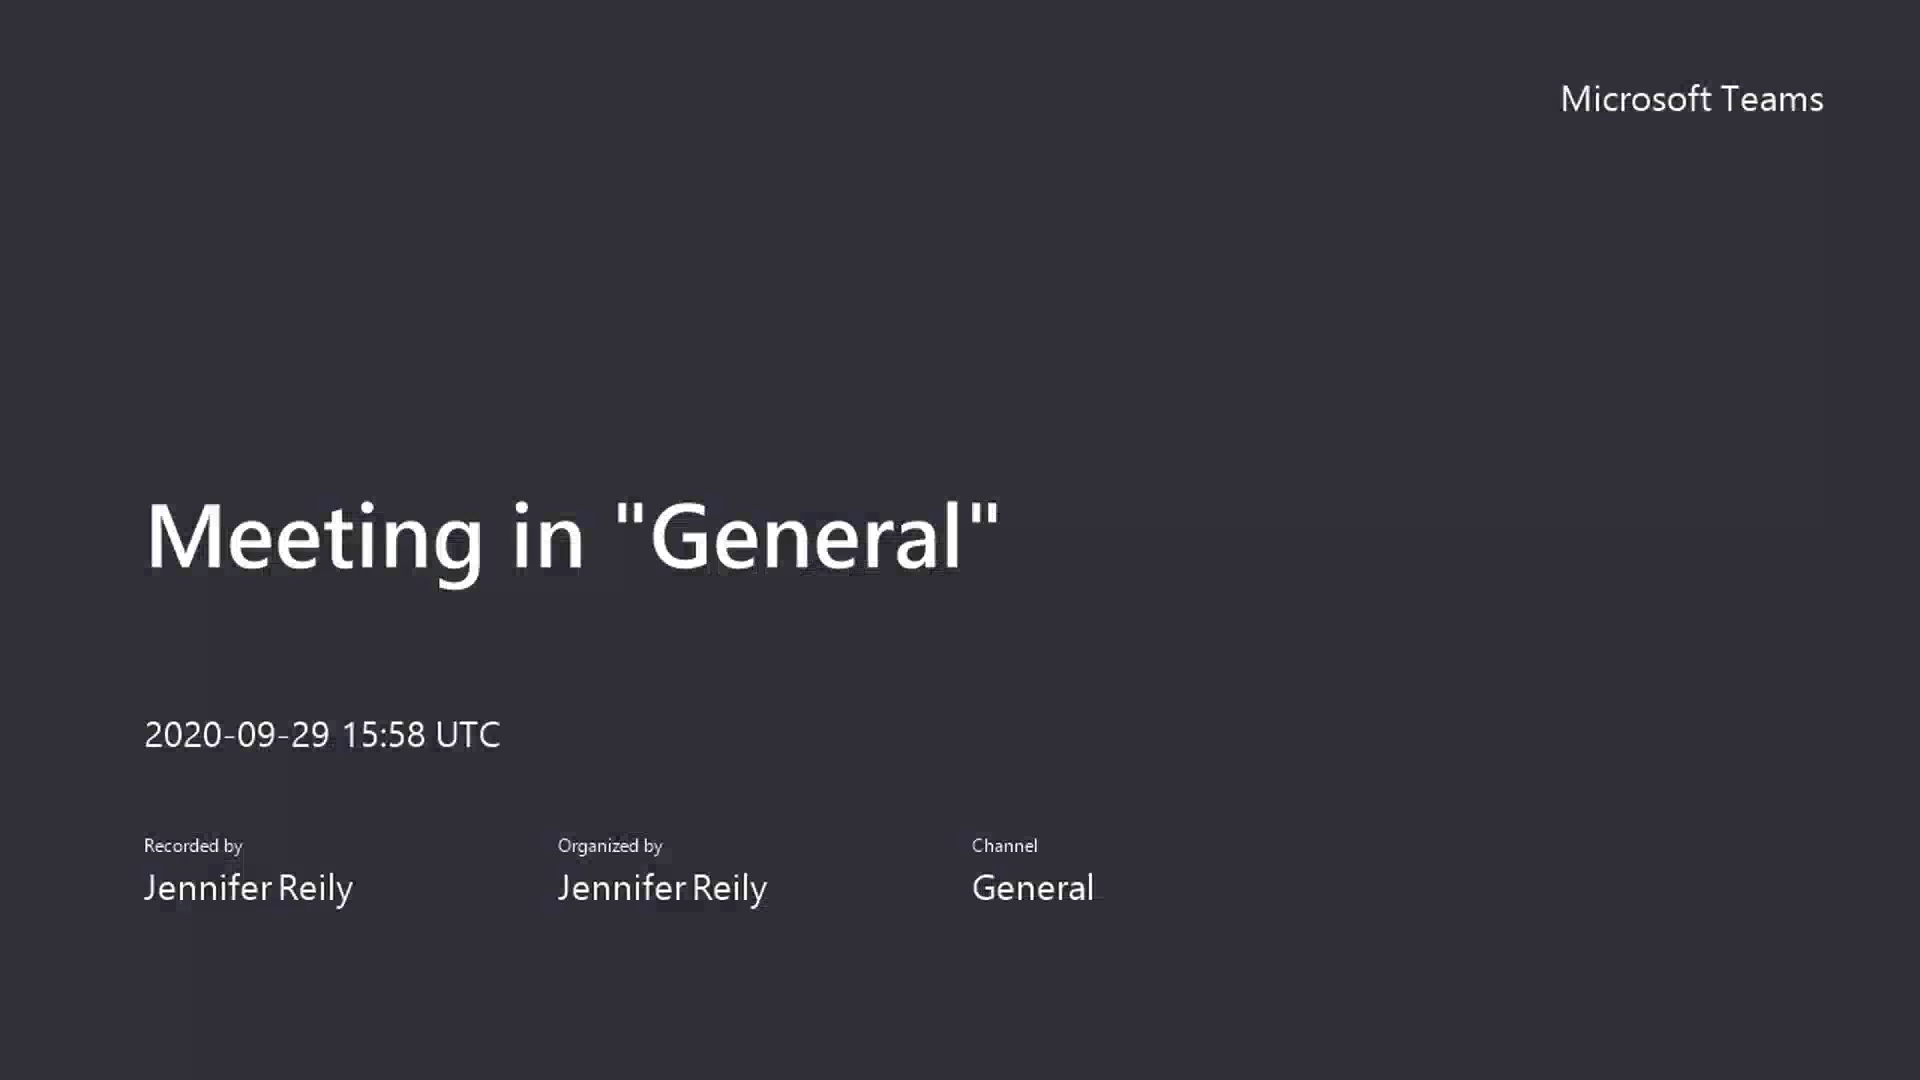 Microsoft Teams
Meeting in "General"
2020-09-29 15:58 UTC
Recorded by
Jennifer Reily
Organized by
Jennifer Reily
Channel
General